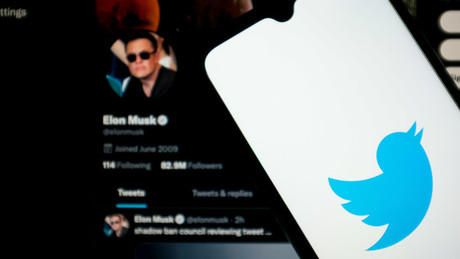 ettings
Elon Musk
@elonmusk
Joined June 2009
114 Following 82.9M Followers
Tweets Tweets & replies
Elon Musk @elonmusk · 2h
shadow ban council reviewing tweet ...